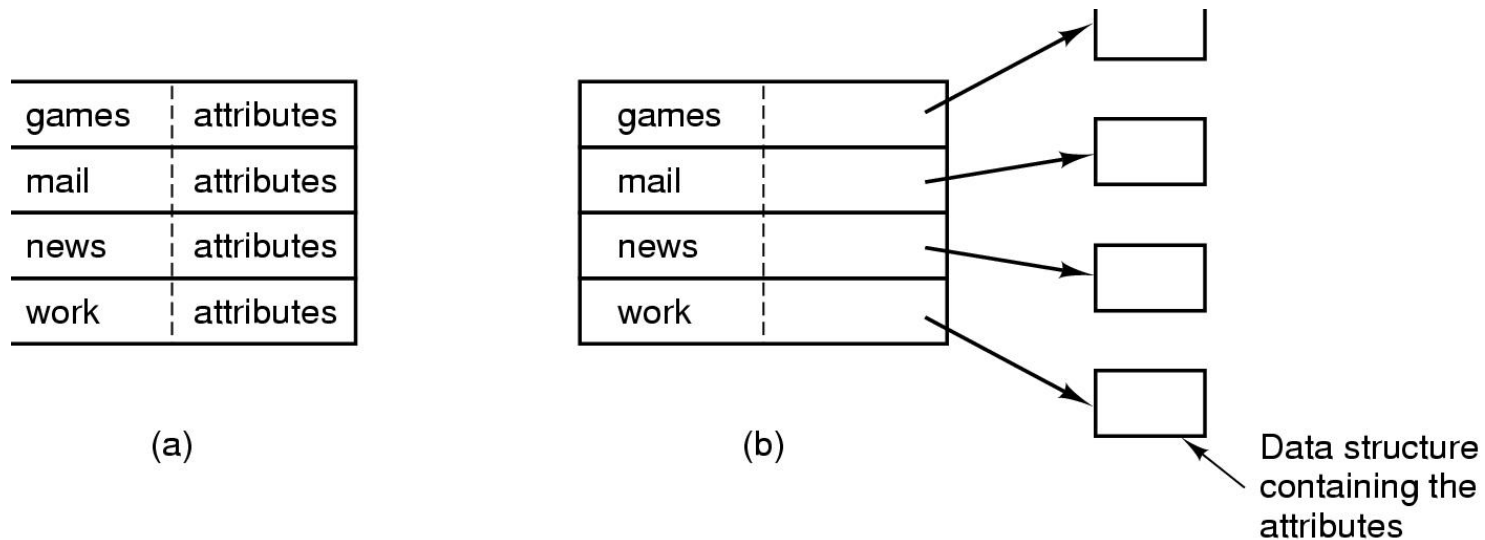 games attributes
mail attributes
news attributes
work attributes
(a)
games
mail
news
work
(b)
Data structure
containing the
attributes